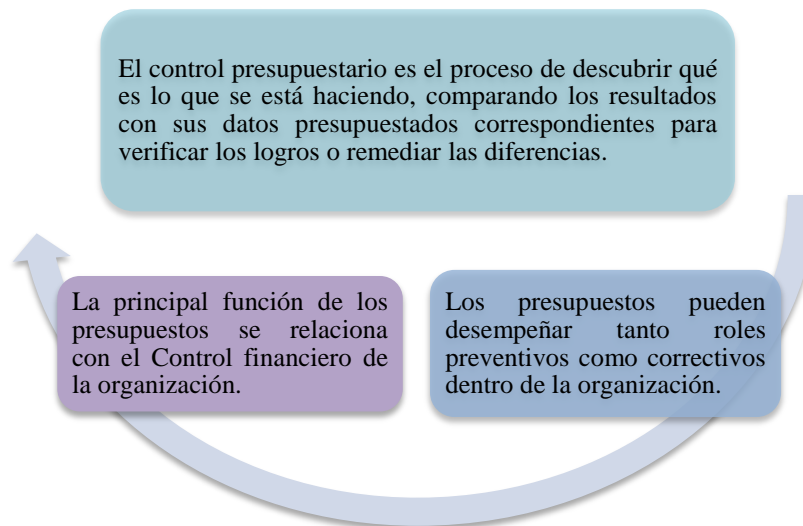 El control presupuestario es el proceso de descubrir qué
es lo que se está haciendo, comparando los resultados
con sus datos presupuestados correspondientes para
verificar los logros o remediar las diferencias.
La principal función de los
presupuestos se relaciona
con el Control financiero de
la organización.
Los presupuestos pueden
desempeñar tanto roles
preventivos como correctivos
dentro de la organización.